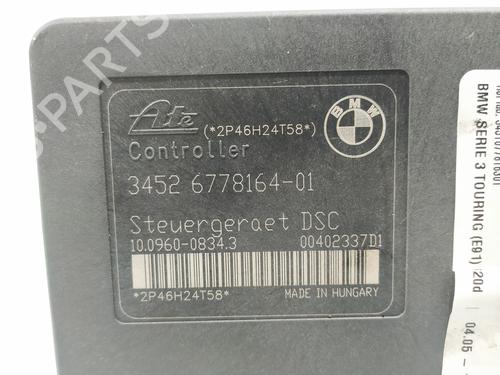 Ate
(*2P46H24T58*)
BMW
Controller
3452 6778164-01
Steuergeraet DSC
10.0960-0834.3 00402337D1
*2P46H24T58*
MADE IN HUNGARY
BMW SERIE 3 TOURING (E91) 320d
04.05 -
PARTS